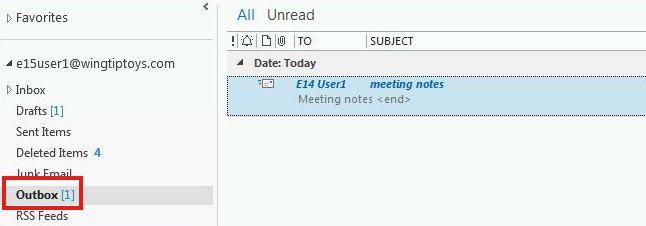 Favorites
e15user1@wingtiptoys.com
Inbox
Drafts [1]
Sent Items
Deleted Items 4
Junk Email
Outbox [1]
RSS Feeds
All Unread
! TO SUBJECT
Date: Today
E14 User1 meeting notes
Meeting notes <end>